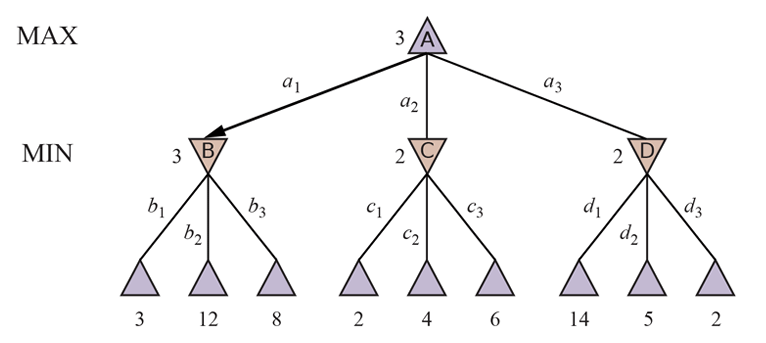 MAX 3 A
a1 a2 a3
MIN 3 B 2 C 2 D
b1 b2 b3 c1 c2 c3 d1 d2 d3
3 12 8 2 4 6 14 5 2